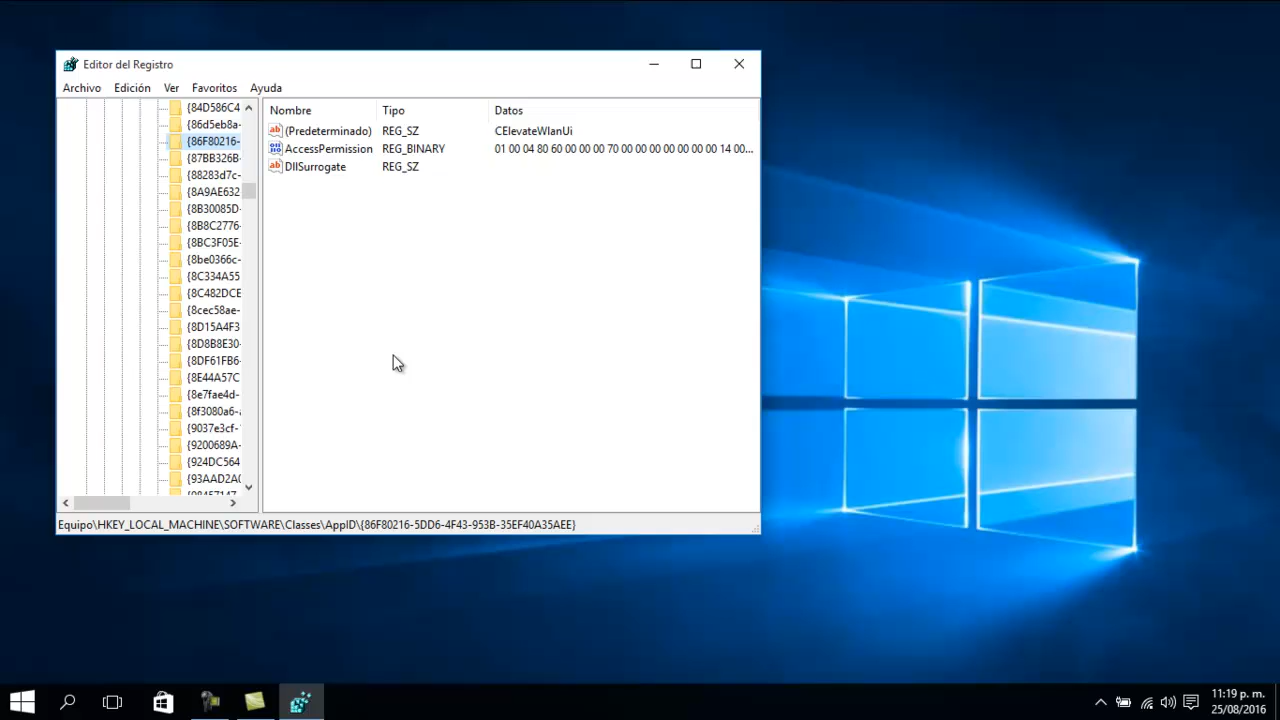 Editor del Registro
Archivo Edición Ver Favoritos Ayuda
{84D586C4
{86d5eb8a-
{86F80216-
{87BB326B-
{88283d7c-
{8A9AE632
{8B30085D-
{8B8C2776-
{8BC3F05E-
{8be0366c-
{8C334A55
{8C482DCE
{8cec58ae-
{8D15A4F3
{8D8B8E30-
{8DF61FB6-
{8E44A57C
{8e7fae4d-
{8f3080a6-
{9037e3cf-
{9200689A-
{924DC564
{93AAD2A0
Nombre Tipo Datos
(Predeterminado) REG_SZ CElevateWlanUi
AccessPermission REG_BINARY 01 00 04 80 60 00 00 00 70 00 00 00 00 00 00 00 14 00...
DllSurrogate REG_SZ
Equipo\HKEY_LOCAL_MACHINE\SOFTWARE\Classes\AppID\{86F80216-5DD6-4F43-953B-35EF40A35AEE}
11:19 p. m.
25/08/2016